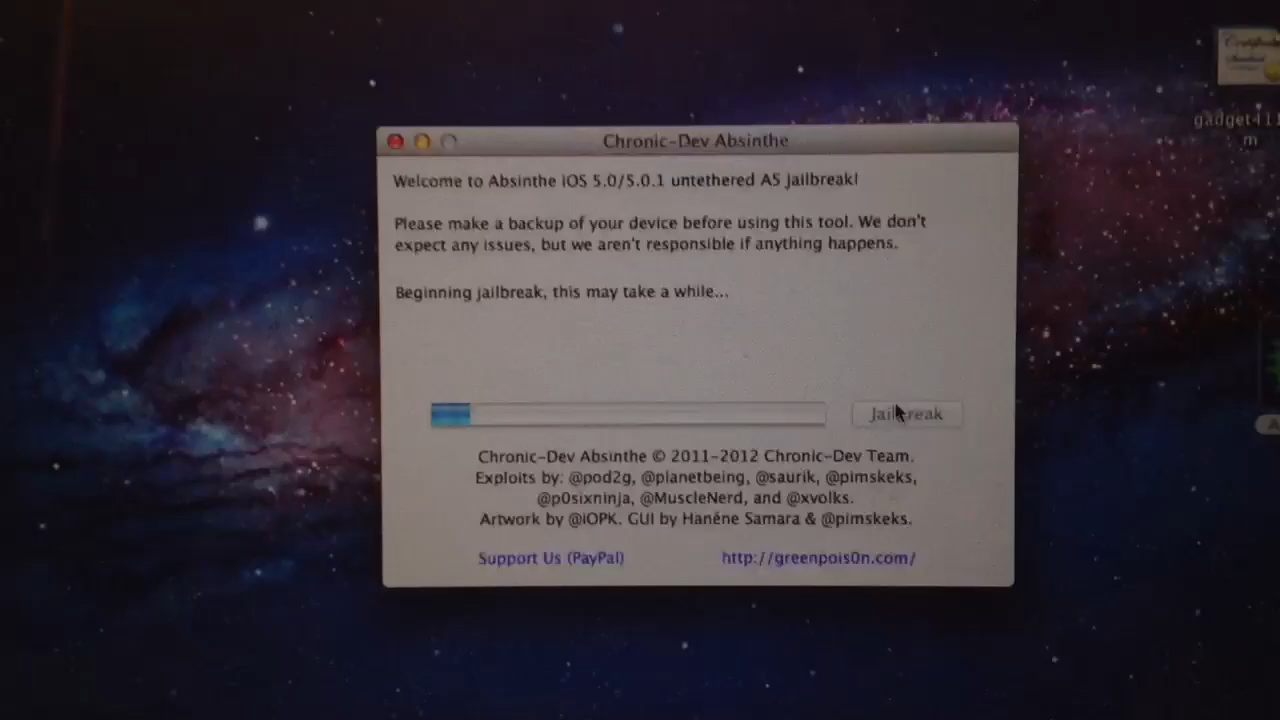 Chronic-Dev Absinthe
Welcome to Absinthe iOS 5.0/5.0.1 untethered A5 jailbreak!
Please make a backup of your device before using this tool. We don't
expect any issues, but we aren't responsible if anything happens.
Beginning jailbreak, this may take a while...
Jailbreak
Chronic-Dev Absinthe © 2011-2012 Chronic-Dev Team.
Exploits by: @pod2g, @planetbeing, @saurik, @pimskeks,
@p0sixninja, @MuscleNerd, and @xvolks.
Artwork by @iOPK. GUI by Hanéne Samara & @pimskeks.
Support Us (PayPal)
http://greenpois0n.com/